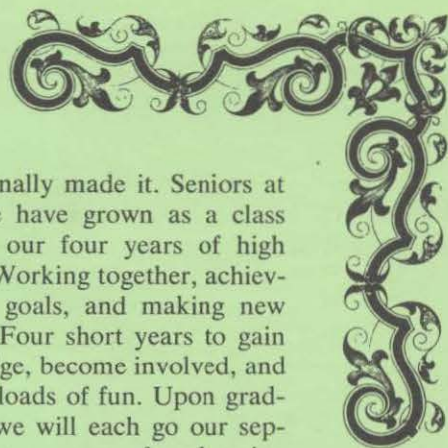 nally made it. Seniors at
have grown as a class
our four years of high
Working together, achiev-
goals, and making new
Four short years to gain
ge, become involved, and
loads of fun. Upon grad-
we will each go our sep-